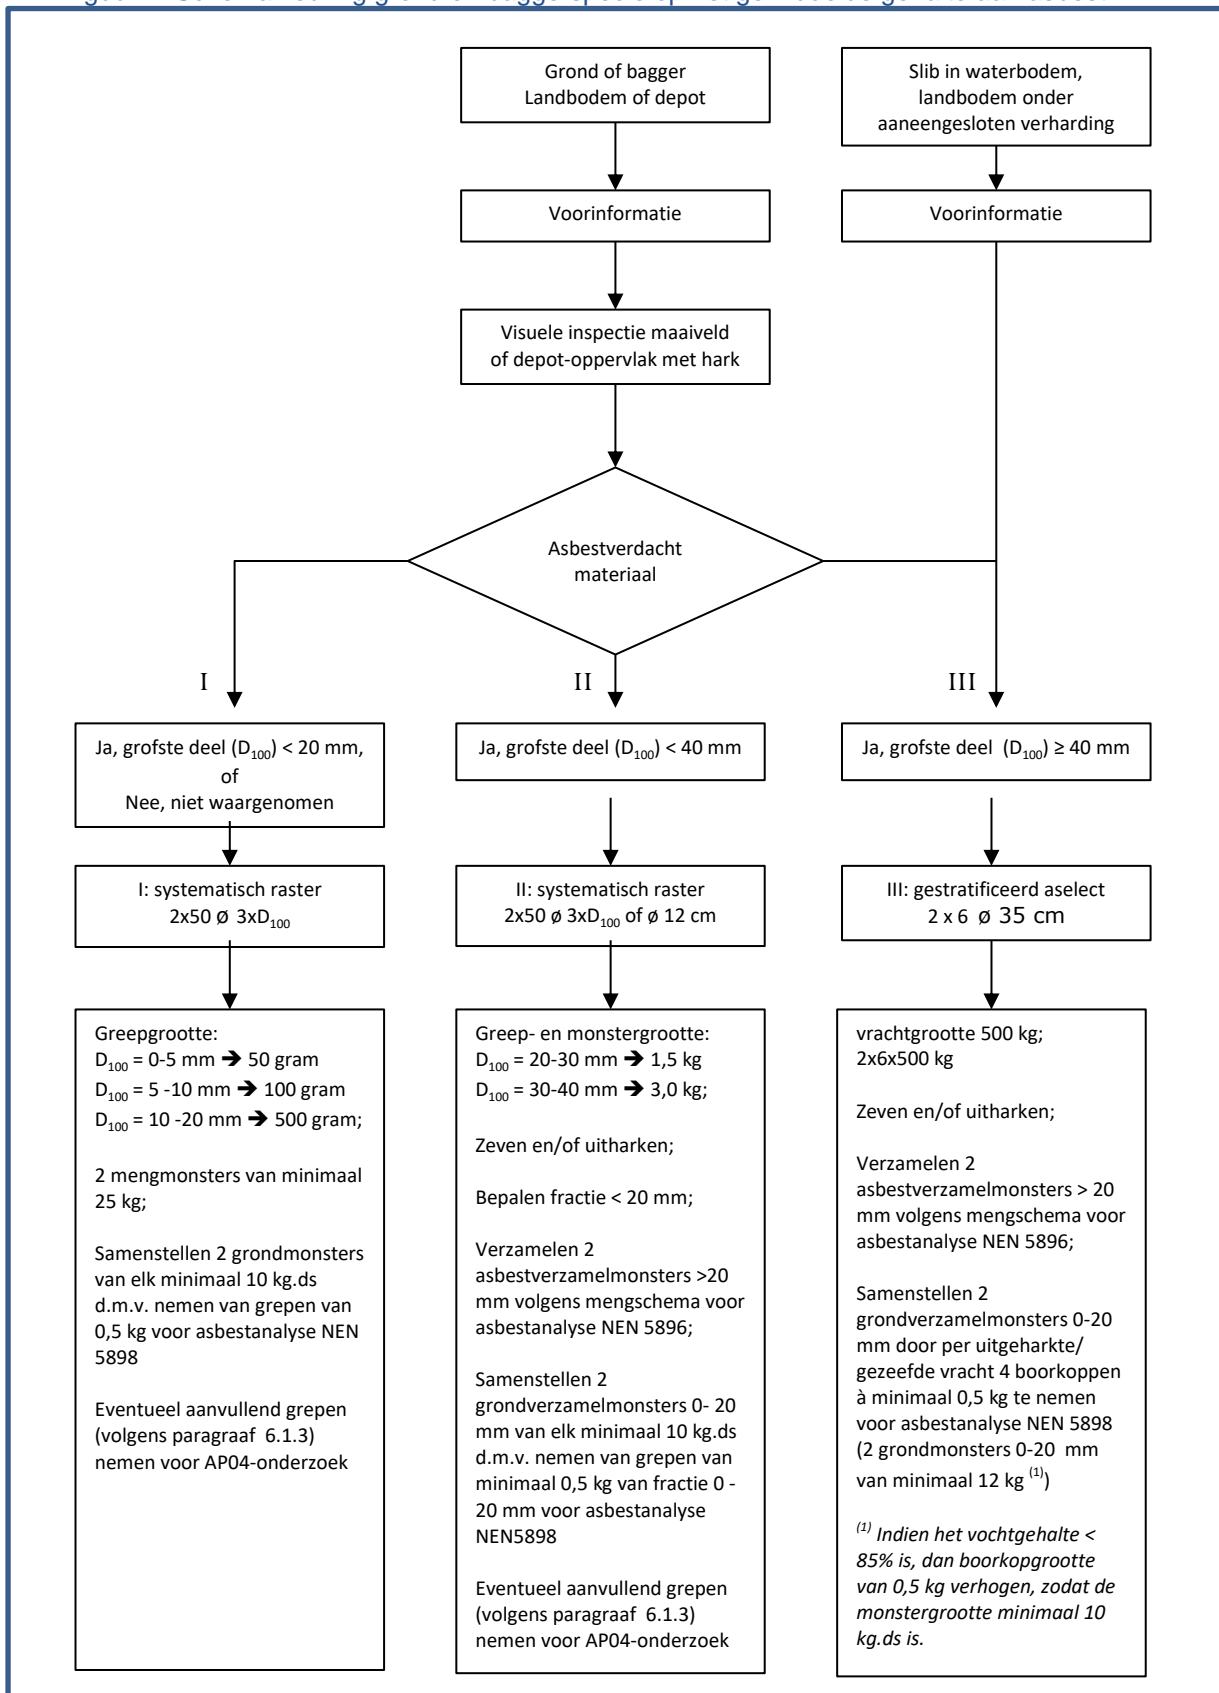 Grond of bagger
Landbodem of depot
Slib in waterbodem,
landbodem onder
aaneengesloten verharding
Voorinformatie
Voorinformatie
Visuele inspectie maaiveld
of depot-oppervlak met hark
Asbestverdacht
materiaal
I
II
III
Ja, grofste deel (D100) < 20 mm,
of
Nee, niet waargenomen
Ja, grofste deel (D100) < 40 mm
Ja, grofste deel (D100) ≥ 40 mm
I: systematisch raster
2x50 ø 3xD100
II: systematisch raster
2x50 ø 3xD100 of ø 12 cm
III: gestratificeerd aselect
2 x 6 ø 35 cm
Greepgrootte:
D100 = 0-5 mm ➔ 50 gram
D100 = 5 -10 mm ➔ 100 gram
D100 = 10 -20 mm ➔ 500 gram;
2 mengmonsters van minimaal
25 kg;
Samenstellen 2 grondmonsters
van elk minimaal 10 kg.ds
d.m.v. nemen van grepen van
0,5 kg voor asbestanalyse NEN
5898
Eventueel aanvullend grepen
(volgens paragraaf 6.1.3)
nemen voor AP04-onderzoek
Greep- en monstergrootte:
D100 = 20-30 mm ➔ 1,5 kg
D100 = 30-40 mm ➔ 3,0 kg;
Zeven en/of uitharken;
Bepalen fractie < 20 mm;
Verzamelen 2
asbestverzamelmonsters >20
mm volgens mengschema voor
asbestanalyse NEN 5896;
Samenstellen 2
grondverzamelmonsters 0- 20
mm van elk minimaal 10 kg.ds
d.m.v. nemen van grepen van
minimaal 0,5 kg van fractie 0 -
20 mm voor asbestanalyse
NEN5898
Eventueel aanvullend grepen
(volgens paragraaf 6.1.3)
nemen voor AP04-onderzoek
vrachtgrootte 500 kg;
2x6x500 kg
Zeven en/of uitharken;
Verzamelen 2
asbestverzamelmonsters > 20
mm volgens mengschema voor
asbestanalyse NEN 5896;
Samenstellen 2
grondverzamelmonsters 0-20
mm door per uitgeharkte/
gezeefde vracht 4 boorkoppen
à minimaal 0,5 kg te nemen
voor asbestanalyse NEN 5898
(2 grondmonsters 0-20 mm
van minimaal 12 kg (1))
(1) Indien het vochtgehalte <
85% is, dan boorkopgrootte
van 0,5 kg verhogen, zodat de
monstergrootte minimaal 10
kg.ds is.